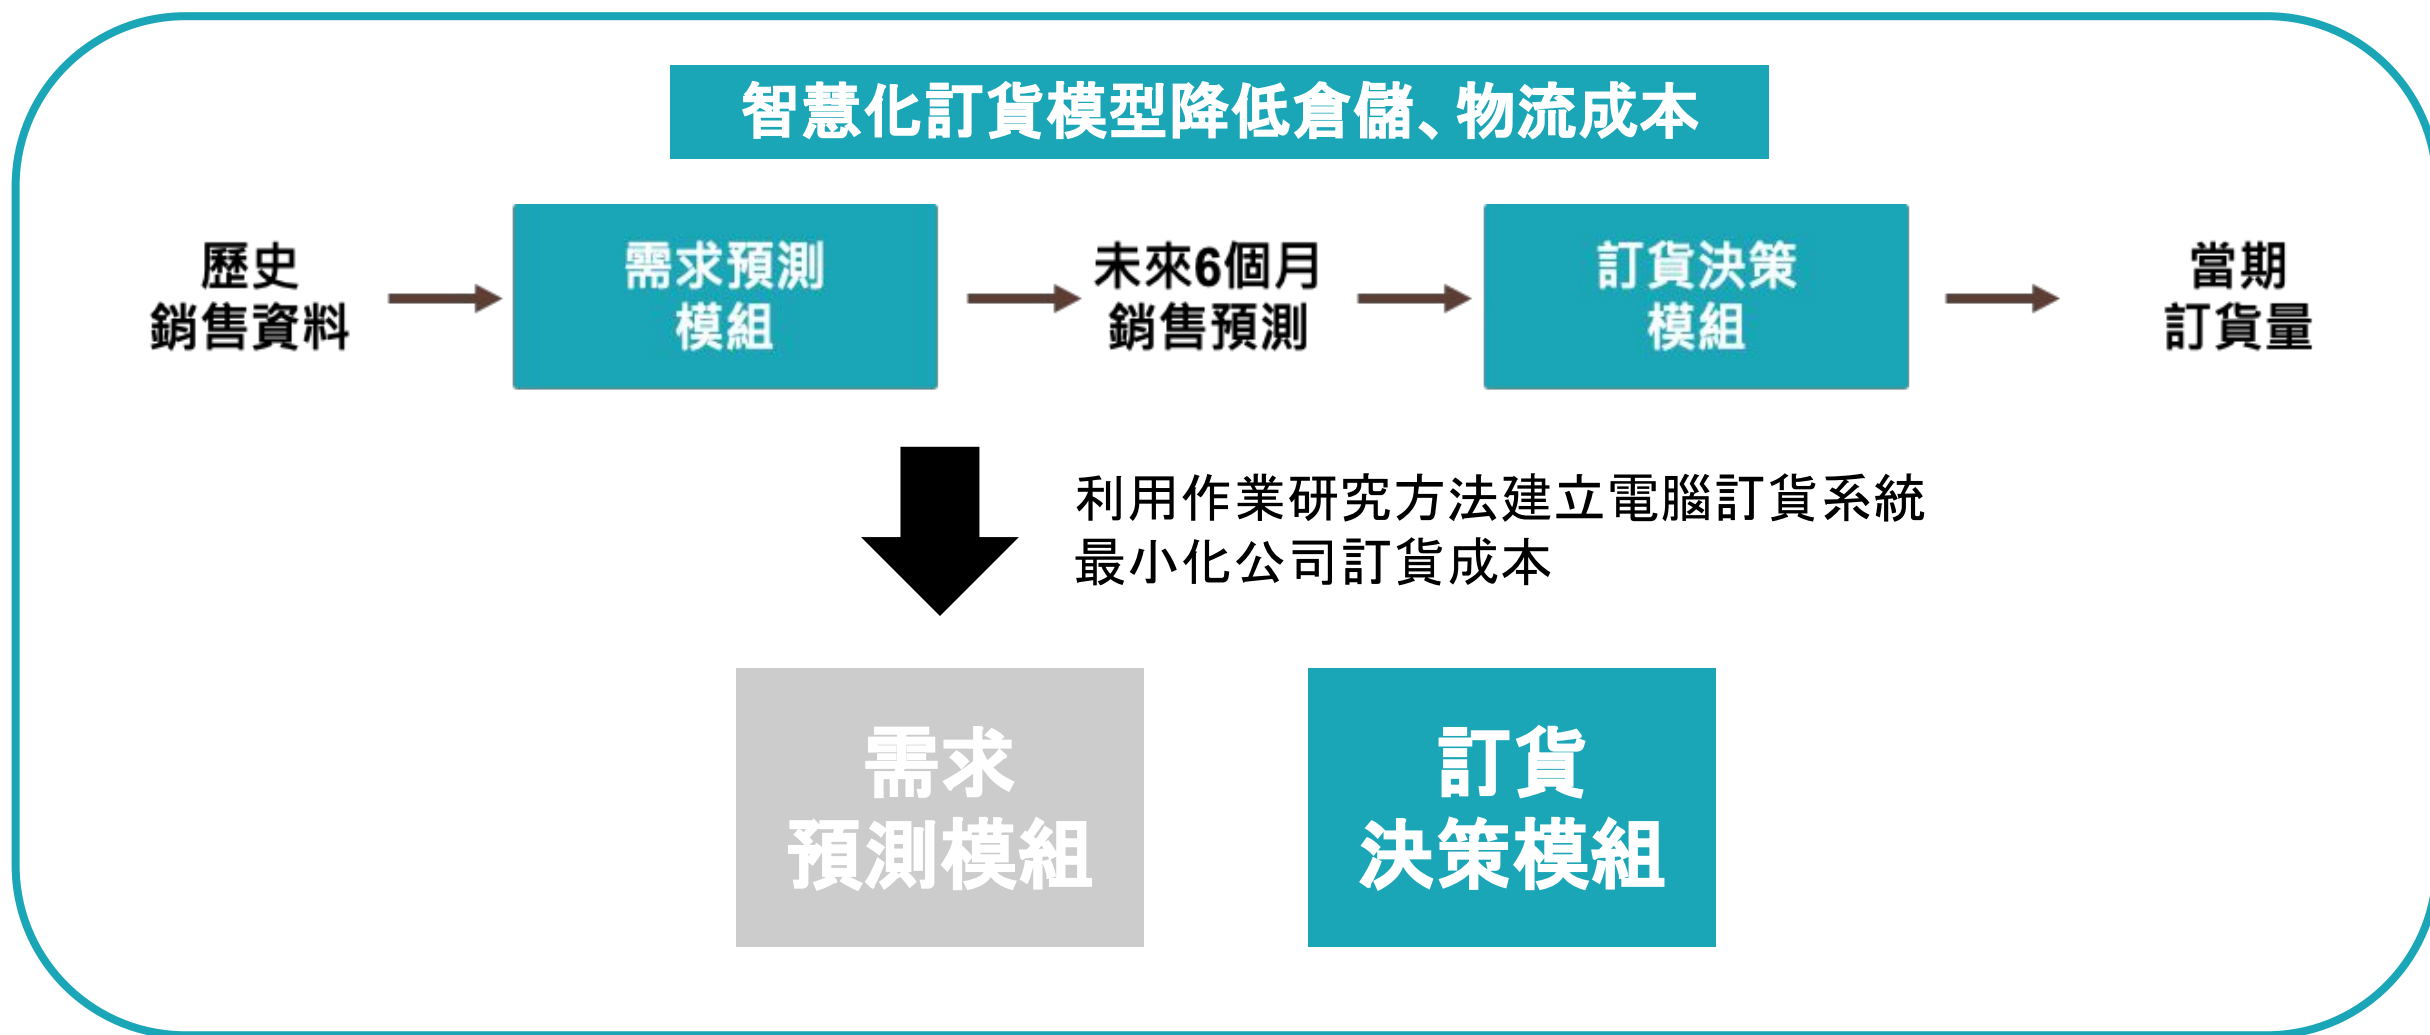 智慧化訂貨模型降低倉儲、物流成本
歷史
銷售資料
需求預測
模組
未來6個月
銷售預測
訂貨決策
模組
當期
訂貨量
利用作業研究方法建立電腦訂貨系統
最小化公司訂貨成本
需求
預測模組
訂貨
決策模組